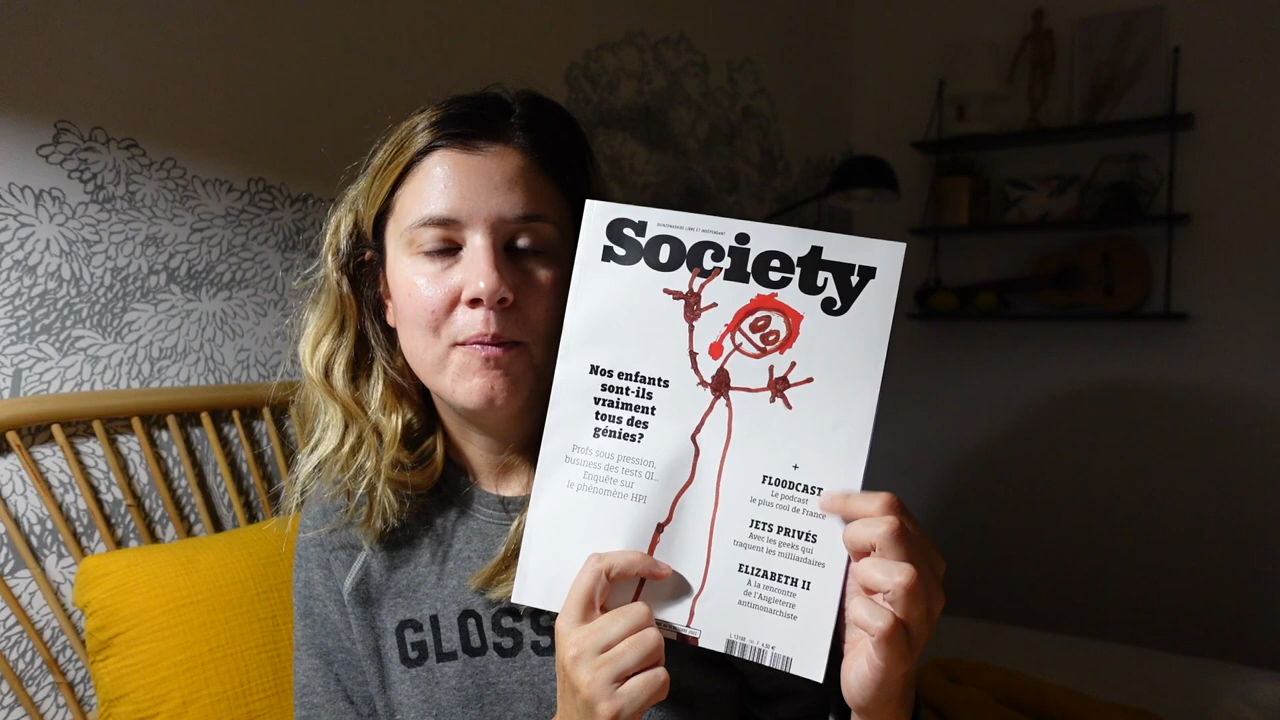 QUINZOMADAIRE LIBRE ET INDÉPENDANT
Society
Nos enfants
sont-ils
vraiment
tous des
génies?
Profs sous pression,
business des tests QI...
Enquête sur
le phénomène HPI
+
FLOODCAST
Le podcast
le plus cool de France
JETS PRIVÉS
Avec les geeks qui
traquent les milliardaires
ELIZABETH II
À la rencontre
de l'Angleterre
antimonarchiste
GLOSS